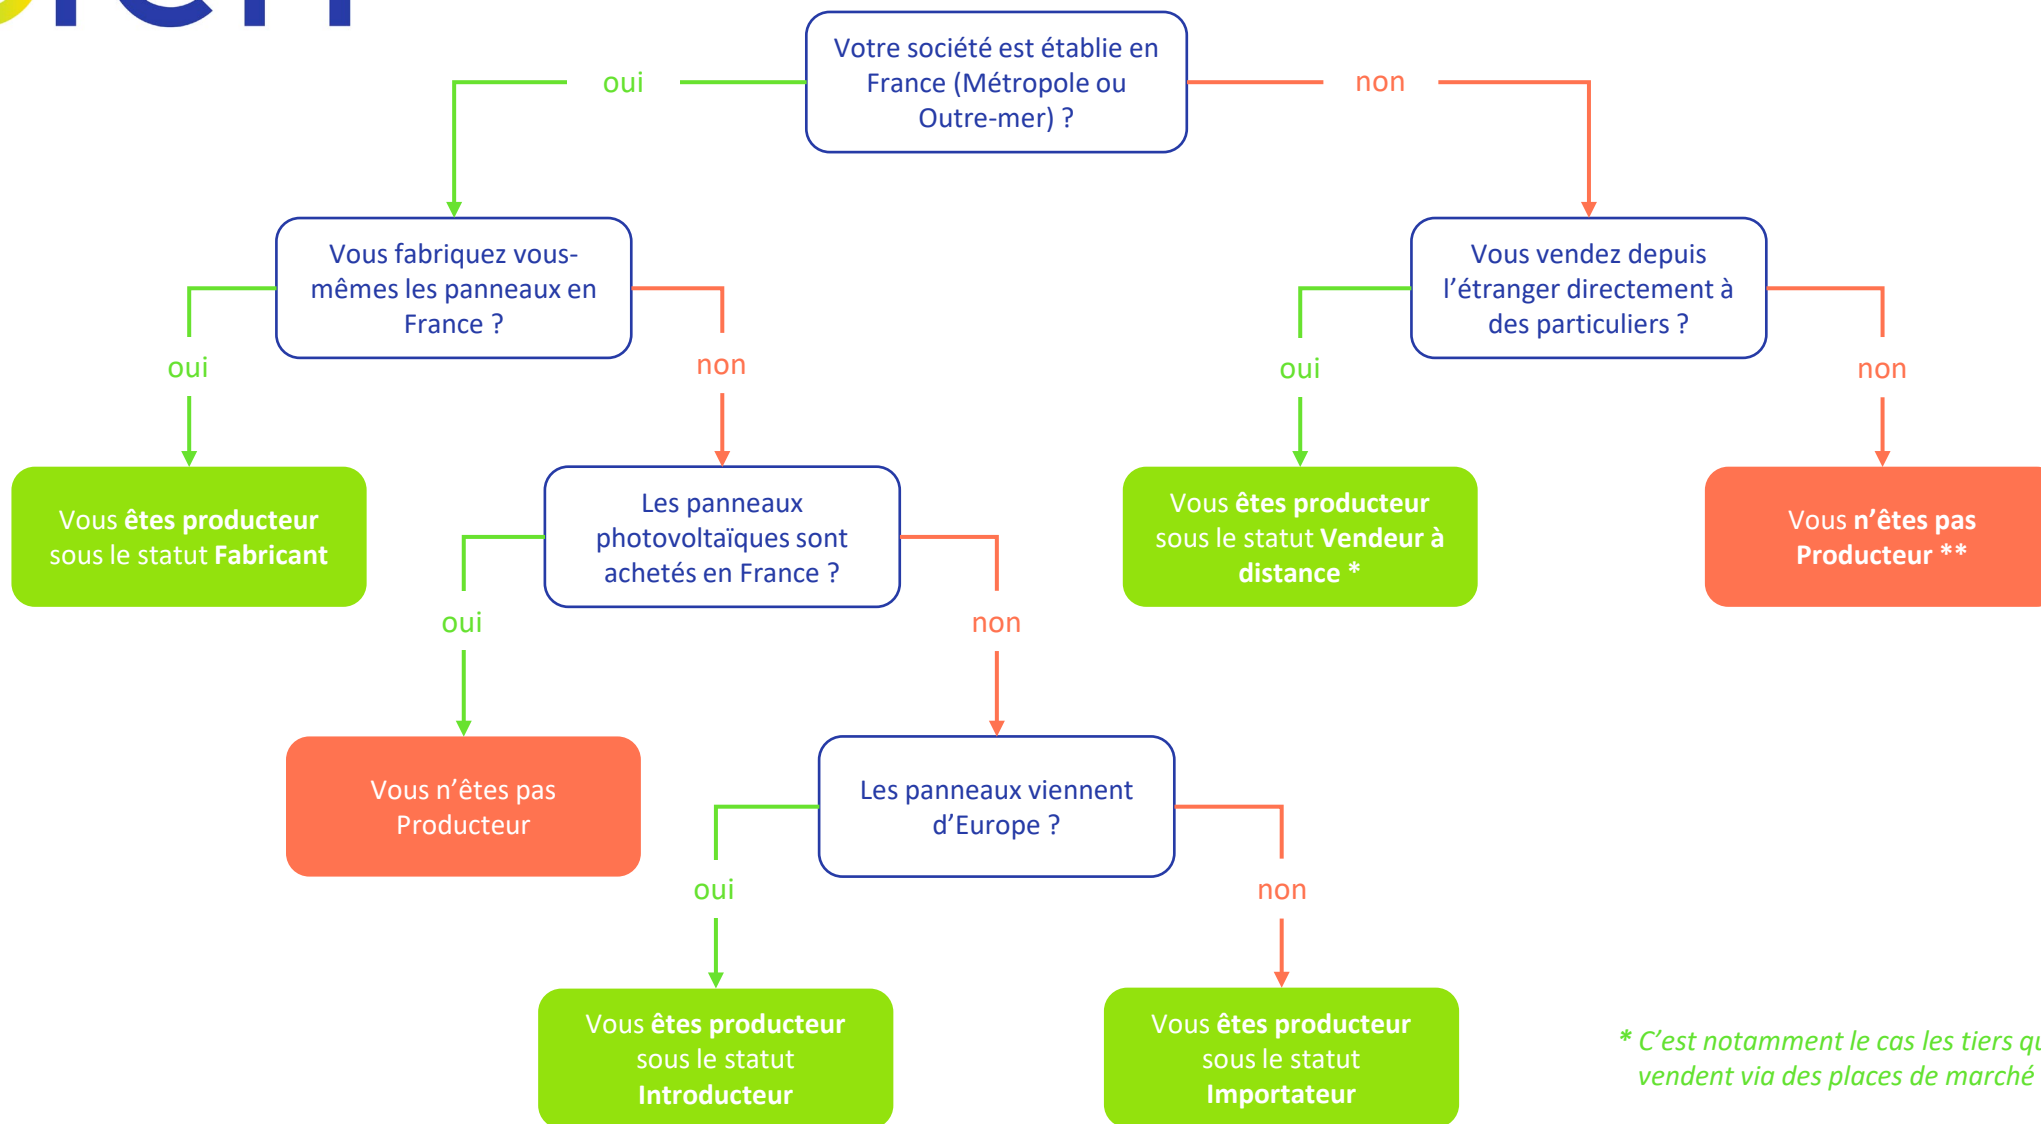 Votre société est établie en
France (Métropole ou
Outre-mer) ?
oui
non
Vous fabriquez vous-
mêmes les panneaux en
France ?
Vous vendez depuis
l’étranger directement à
des particuliers ?
oui
non
oui
non
Vous êtes producteur
sous le statut Fabricant
Les panneaux
photovoltaïques sont
achetés en France ?
Vous êtes producteur
sous le statut Vendeur à
distance *
Vous n’êtes pas
Producteur **
oui
non
Vous n’êtes pas
Producteur
Les panneaux viennent
d’Europe ?
oui
non
Vous êtes producteur
sous le statut
Introducteur
Vous êtes producteur
sous le statut
Importateur
* C’est notamment le cas les tiers
vendent via des places de marché